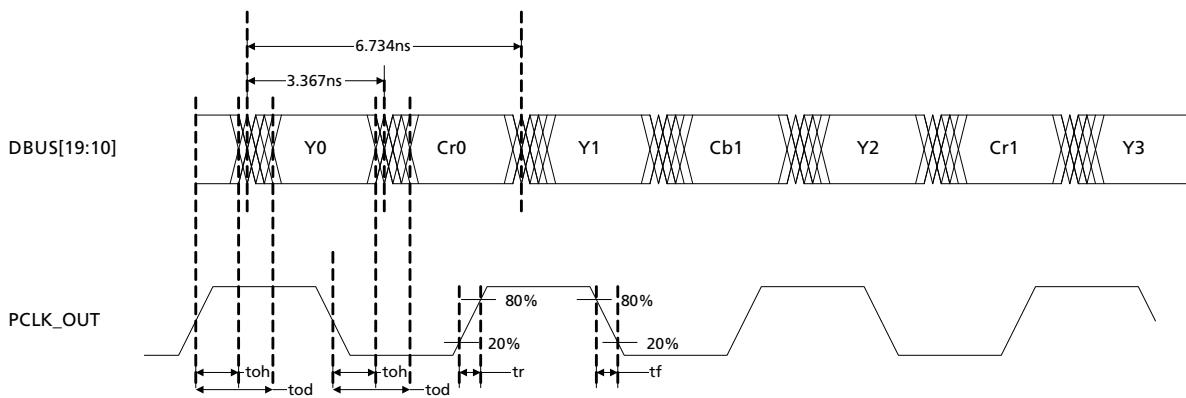 6.734ns
3.367ns
DBUS[19:10] Y0 Cr0 Y1 Cb1 Y2 Cr1 Y3
80% 80%
PCLK_OUT
20% 20%
toh toh tr tf
tod tod